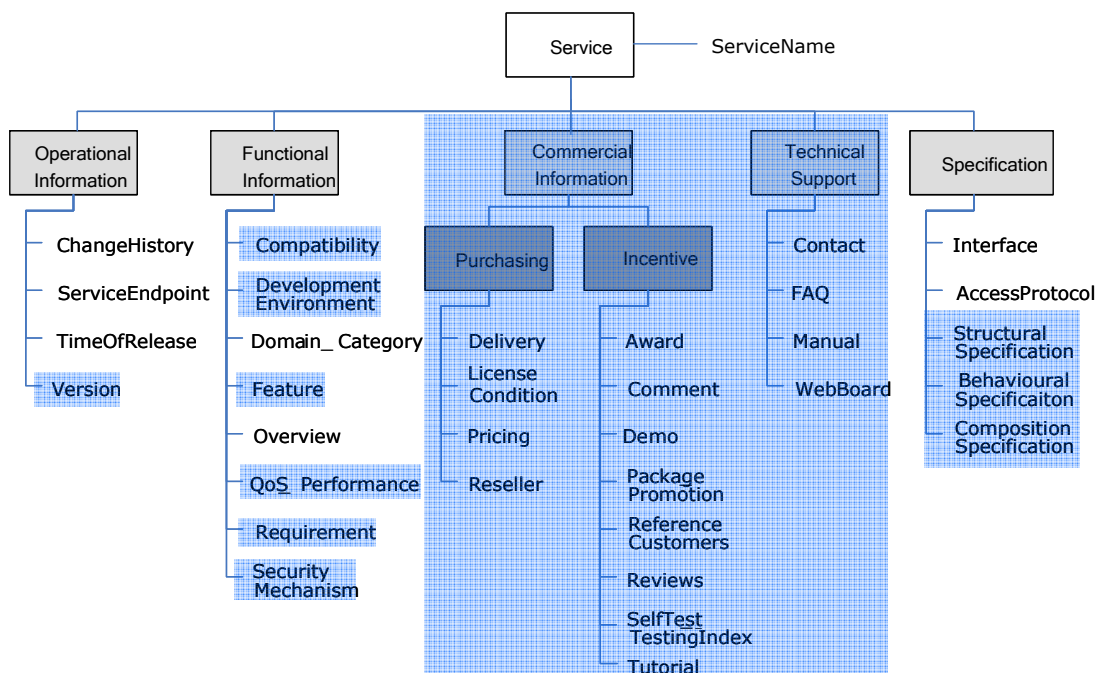 Service
ServiceName
Operational
Information
Functional
Information
Commercial
Information
Technical
Support
Specification
ChangeHistory
ServiceEndpoint
TimeOfRelease
Version
Compatibility
Development
Environment
Domain_ Category
Feature
Overview
QoS_ Performance
Requirement
Security
Mechanism
Purchasing
Incentive
Delivery
License
Condition
Pricing
Reseller
Award
Comment
Demo
Package
Promotion
Reference
Customers
Reviews
SelfTest_
TestingIndex
Tutorial
Contact
FAQ
Manual
WebBoard
Interface
AccessProtocol
Structural
Specification
Behavioural
Specificaiton
Composition
Specification